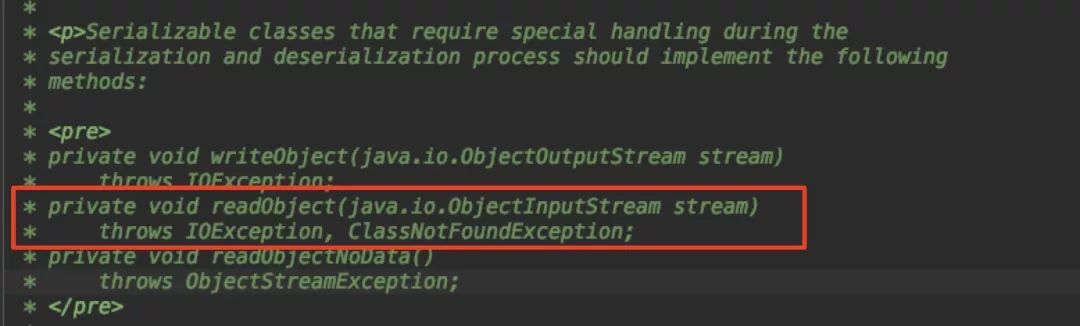 *
* <p>Serializable classes that require special handling during the
* serialization and deserialization process should implement the following
* methods:
*
* <pre>
* private void writeObject(java.io.ObjectOutputStream stream)
*     throws IOException;
* private void readObject(java.io.ObjectInputStream stream)
*     throws IOException, ClassNotFoundException;
* private void readObjectNoData()
*     throws ObjectStreamException;
* </pre>